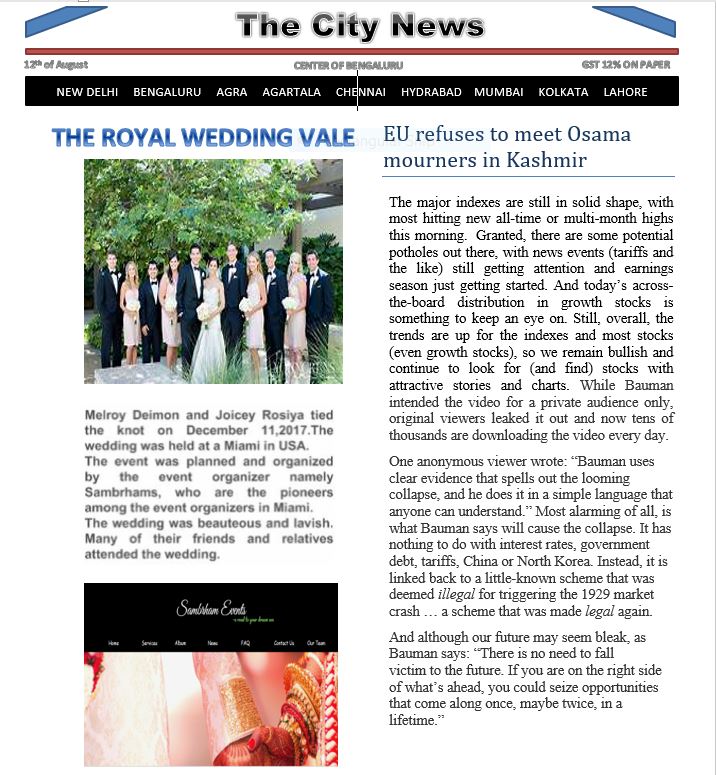 The City News
12th of August
CENTER OF BENGALURU
GST 12% ON PAPER
NEW DELHI BENGALURU AGRA AGARTALA CHENNAI HYDRABAD MUMBAI KOLKATA LAHORE
THE ROYAL WEDDING VALE
Melroy Deimon and Joicey Rosiya tied
the knot on December 11,2017.The
wedding was held at a Miami in USA.
The event was planned and organized
by the event organizer namely
Sambrhams, who are the pioneers
among the event organizers in Miami.
The wedding was beauteous and lavish.
Many of their friends and relatives
attended the wedding.
Sambrham Events
Home Services Album News FAQ Contact Us Our Team
EU refuses to meet Osama
mourners in Kashmir
The major indexes are still in solid shape, with
most hitting new all-time or multi-month highs
this morning. Granted, there are some potential
potholes out there, with news events (tariffs and
the like) still getting attention and earnings
season just getting started. And today’s across-
the-board distribution in growth stocks is
something to keep an eye on. Still, overall, the
trends are up for the indexes and most stocks
(even growth stocks), so we remain bullish and
continue to look for (and find) stocks with
attractive stories and charts. While Bauman
intended the video for a private audience only,
original viewers leaked it out and now tens of
thousands are downloading the video every day.
One anonymous viewer wrote: “Bauman uses
clear evidence that spells out the looming
collapse, and he does it in a simple language that
anyone can understand.” Most alarming of all, is
what Bauman says will cause the collapse. It has
nothing to do with interest rates, government
debt, tariffs, China or North Korea. Instead, it is
linked back to a little-known scheme that was
deemed illegal for triggering the 1929 market
crash … a scheme that was made legal again.
And although our future may seem bleak, as
Bauman says: “There is no need to fall
victim to the future. If you are on the right side
of what’s ahead, you could seize opportunities
that come along once, maybe twice, in a
lifetime.”